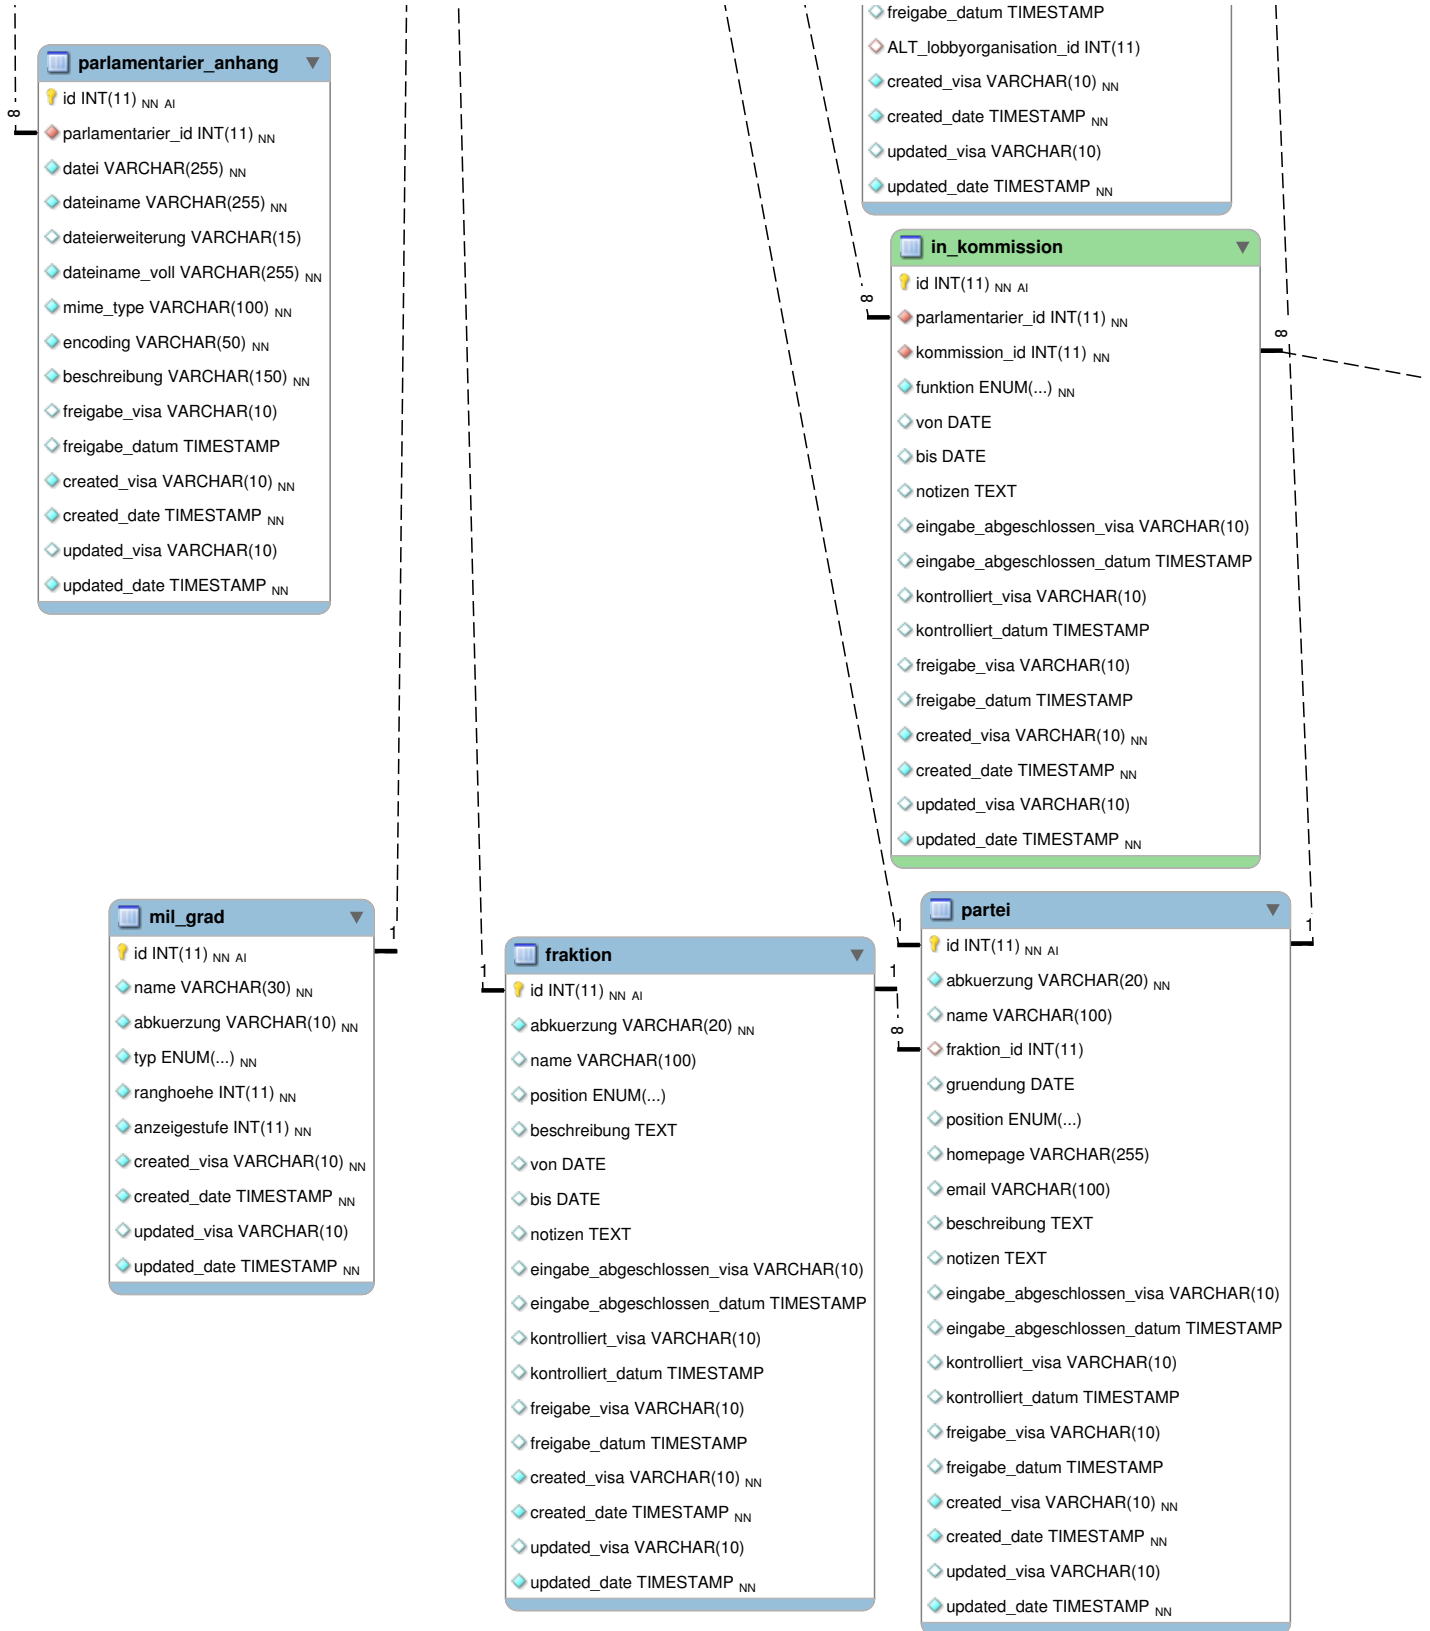 parlamentarier_anhang
id INT(11) NN AI
8
parlamentarier_id INT(11) NN
datei VARCHAR(255) NN
dateiname VARCHAR(255) NN
dateierweiterung VARCHAR(15)
dateiname_voll VARCHAR(255) NN
mime_type VARCHAR(100) NN
encoding VARCHAR(50) NN
beschreibung VARCHAR(150) NN
freigabe_visa VARCHAR(10)
freigabe_datum TIMESTAMP
created_visa VARCHAR(10) NN
created_date TIMESTAMP NN
updated_visa VARCHAR(10)
updated_date TIMESTAMP NN
freigabe_datum TIMESTAMP
ALT_lobbyorganisation_id INT(11)
created_visa VARCHAR(10) NN
created_date TIMESTAMP NN
updated_visa VARCHAR(10)
updated_date TIMESTAMP NN
in_kommission
id INT(11) NN AI
8
parlamentarier_id INT(11) NN
8
kommission_id INT(11) NN
funktion ENUM(...) NN
von DATE
bis DATE
notizen TEXT
eingabe_abgeschlossen_visa VARCHAR(10)
eingabe_abgeschlossen_datum TIMESTAMP
kontrolliert_visa VARCHAR(10)
kontrolliert_datum TIMESTAMP
freigabe_visa VARCHAR(10)
freigabe_datum TIMESTAMP
created_visa VARCHAR(10) NN
created_date TIMESTAMP NN
updated_visa VARCHAR(10)
updated_date TIMESTAMP NN
mil_grad
1
id INT(11) NN AI
name VARCHAR(30) NN
abkuerzung VARCHAR(10) NN
typ ENUM(...) NN
ranghoehe INT(11) NN
anzeigestufe INT(11) NN
created_visa VARCHAR(10) NN
created_date TIMESTAMP NN
updated_visa VARCHAR(10)
updated_date TIMESTAMP NN
fraktion
1
1
id INT(11) NN AI
abkuerzung VARCHAR(20) NN
name VARCHAR(100)
position ENUM(...)
beschreibung TEXT
von DATE
bis DATE
notizen TEXT
eingabe_abgeschlossen_visa VARCHAR(10)
eingabe_abgeschlossen_datum TIMESTAMP
kontrolliert_visa VARCHAR(10)
kontrolliert_datum TIMESTAMP
freigabe_visa VARCHAR(10)
freigabe_datum TIMESTAMP
created_visa VARCHAR(10) NN
created_date TIMESTAMP NN
updated_visa VARCHAR(10)
updated_date TIMESTAMP NN
partei
1
1
id INT(11) NN AI
abkuerzung VARCHAR(20) NN
name VARCHAR(100)
8
fraktion_id INT(11)
gruendung DATE
position ENUM(...)
homepage VARCHAR(255)
email VARCHAR(100)
beschreibung TEXT
notizen TEXT
eingabe_abgeschlossen_visa VARCHAR(10)
eingabe_abgeschlossen_datum TIMESTAMP
kontrolliert_visa VARCHAR(10)
kontrolliert_datum TIMESTAMP
freigabe_visa VARCHAR(10)
freigabe_datum TIMESTAMP
created_visa VARCHAR(10) NN
created_date TIMESTAMP NN
updated_visa VARCHAR(10)
updated_date TIMESTAMP NN